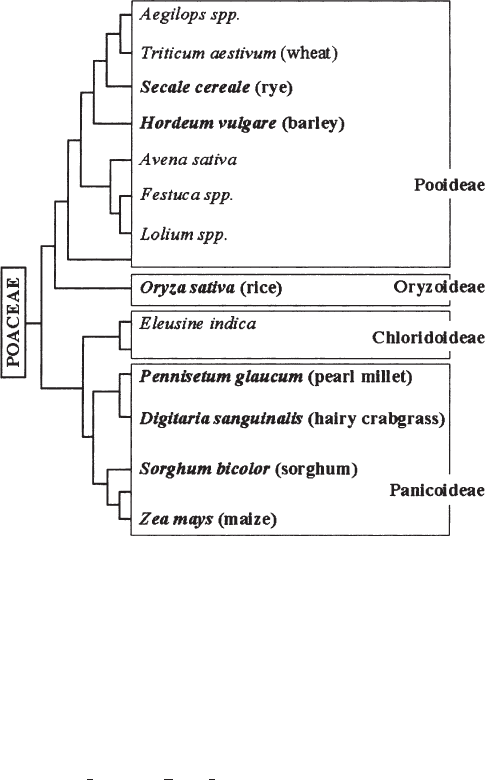 Aegilops spp.
Triticum aestivum (wheat)
Secale cereale (rye)
Hordeum vulgare (barley)
Avena sativa
Pooideae
Festuca spp.
Lolium spp.
Oryza sativa (rice) Oryzoideae
POACEAE
Eleusine indica
Chloridoideae
Pennisetum glaucum (pearl millet)
Digitaria sanguinalis (hairy crabgrass)
Sorghum bicolor (sorghum)
Panicoideae
Zea mays (maize)